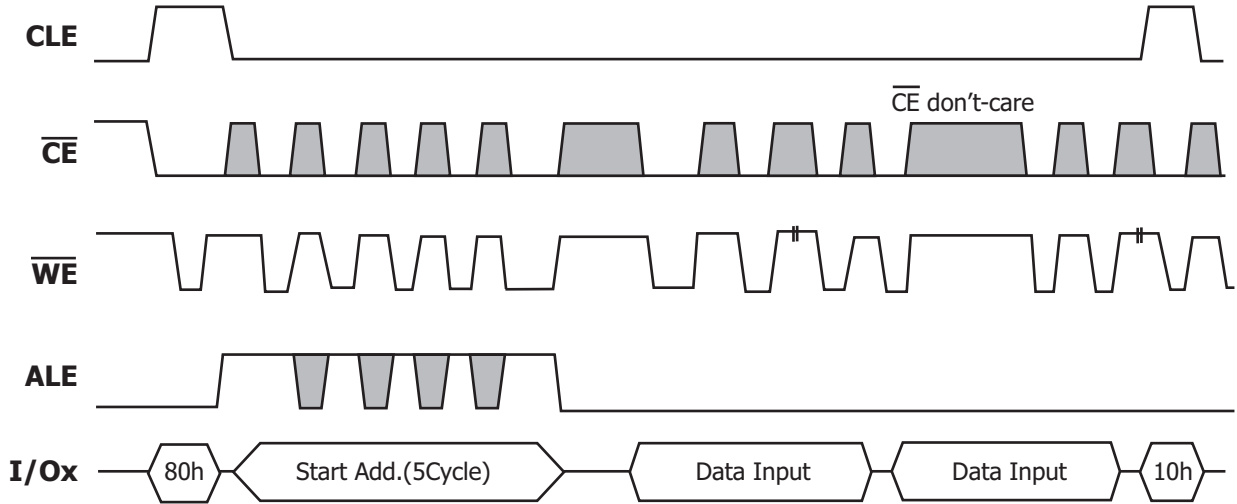 CLE
CE don't-care
CE
WE
ALE
I/Ox 80h Start Add.(5Cycle) Data Input Data Input 10h